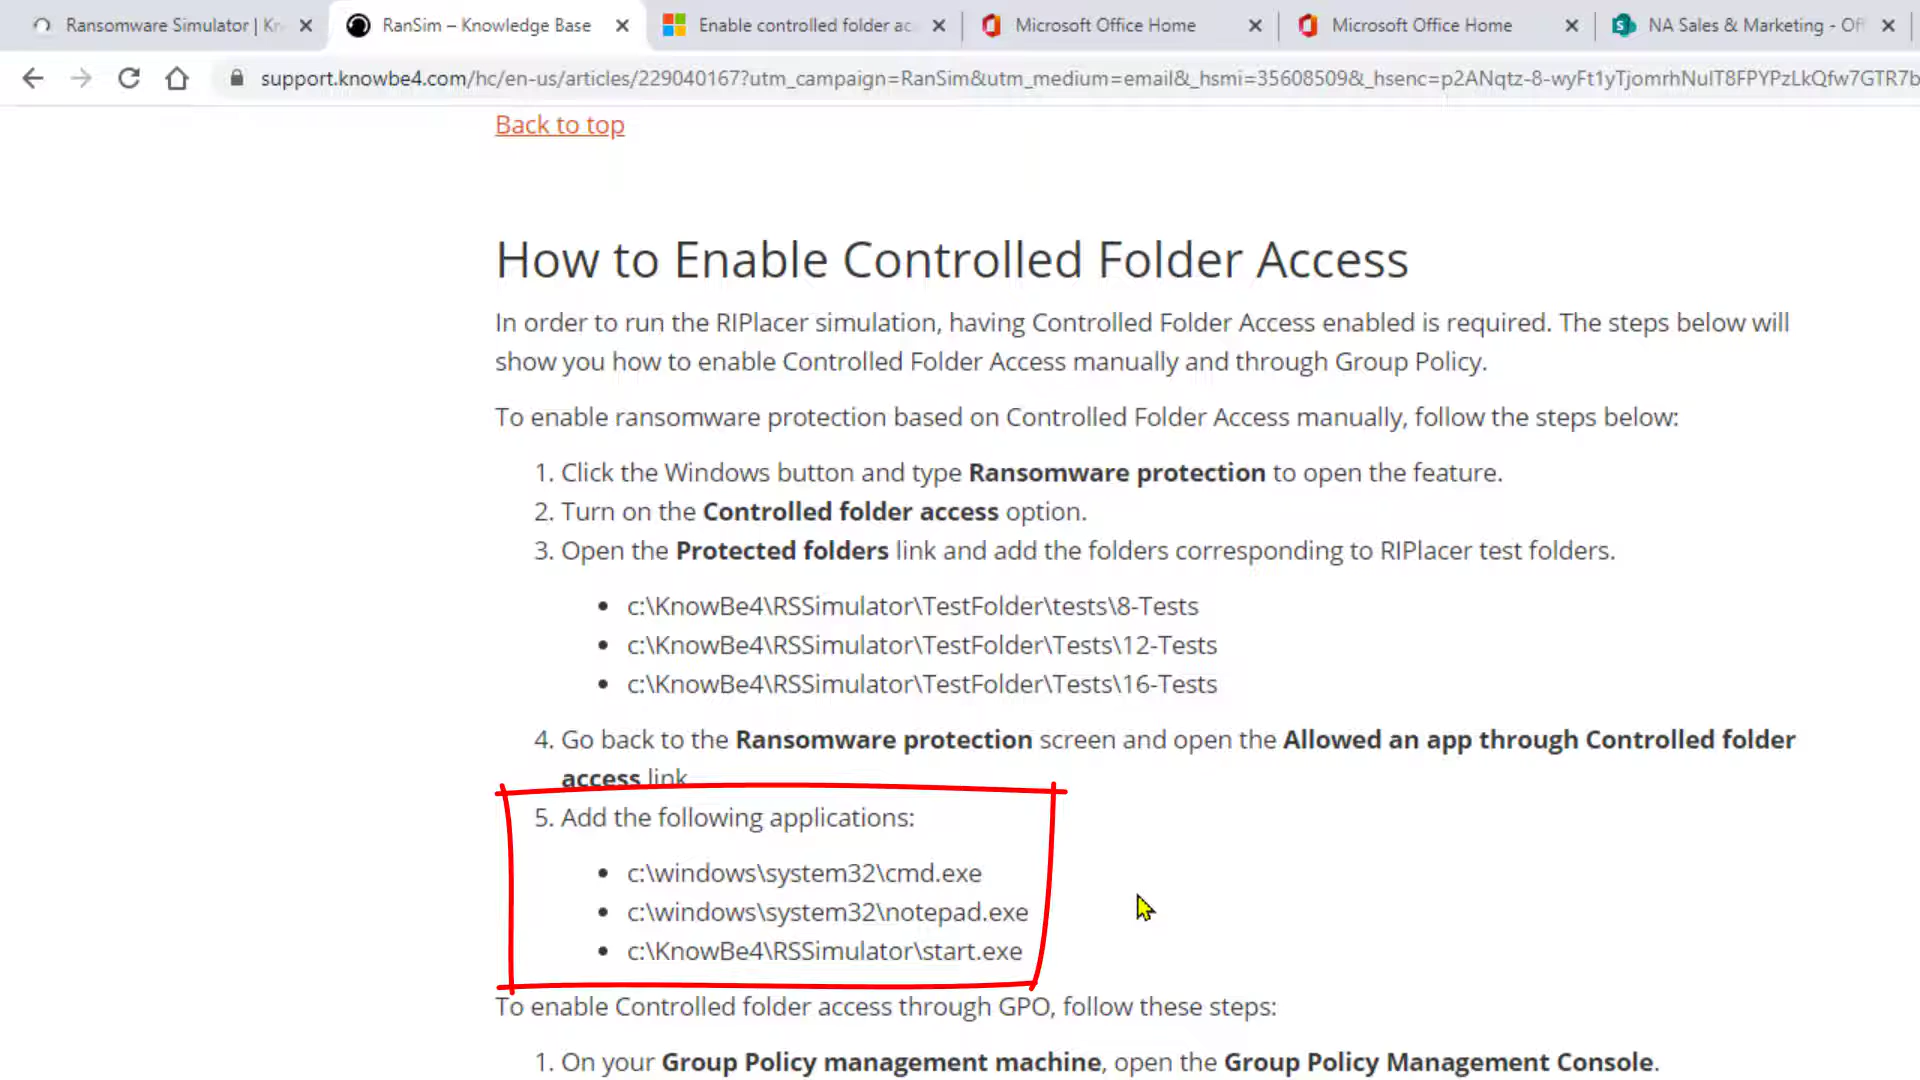 Ransomware Simulator | Kn
RanSim – Knowledge Base
Enable controlled folder ac
Microsoft Office Home
Microsoft Office Home
NA Sales & Marketing - Off
support.knowbe4.com/hc/en-us/articles/229040167?utm_campaign=RanSim&utm_medium=email&_hsmi=35608509&_hsenc=p2ANqtz-8-wyFt1yTjomrhNulT8FPYPzLkQfw7GTR7b
Back to top
How to Enable Controlled Folder Access
In order to run the RIPlacer simulation, having Controlled Folder Access enabled is required. The steps below will
show you how to enable Controlled Folder Access manually and through Group Policy.
To enable ransomware protection based on Controlled Folder Access manually, follow the steps below:
1. Click the Windows button and type Ransomware protection to open the feature.
2. Turn on the Controlled folder access option.
3. Open the Protected folders link and add the folders corresponding to RIPlacer test folders.
• c:\KnowBe4\RSSimulator\TestFolder\tests\8-Tests
• c:\KnowBe4\RSSimulator\TestFolder\Tests\12-Tests
• c:\KnowBe4\RSSimulator\TestFolder\Tests\16-Tests
4. Go back to the Ransomware protection screen and open the Allowed an app through Controlled folder
access link
5. Add the following applications:
• c:\windows\system32\cmd.exe
• c:\windows\system32\notepad.exe
• c:\KnowBe4\RSSimulator\start.exe
To enable Controlled folder access through GPO, follow these steps:
1. On your Group Policy management machine, open the Group Policy Management Console.